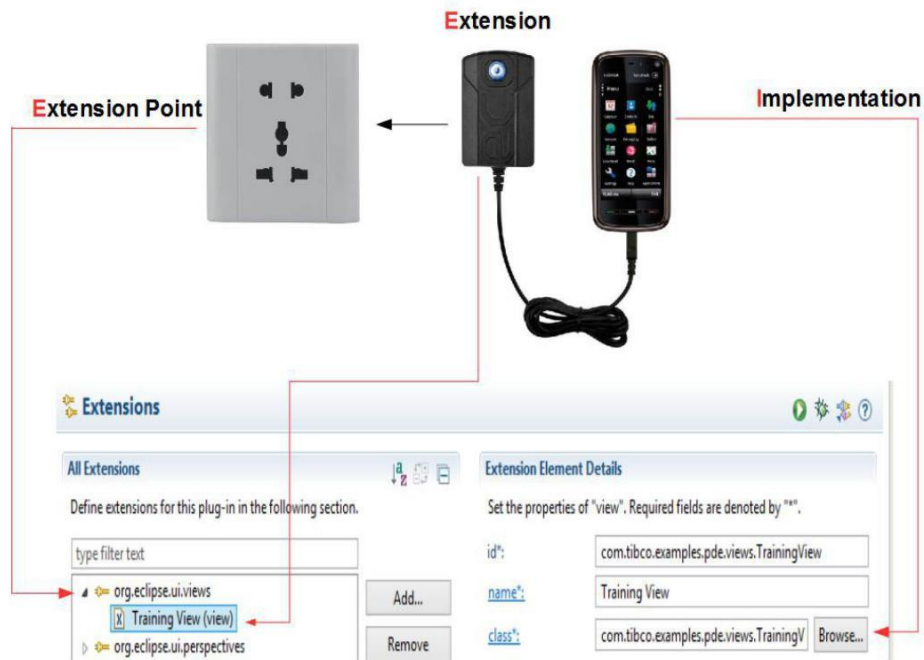 Extension
Extension Point
Implementation
Extensions
All Extensions
Define extensions for this plug-in in the following section.
type filter text
org.eclipse.ui.views
Training View (view)
org.eclipse.ui.perspectives
Add...
Remove
Extension Element Details
Set the properties of "view". Required fields are denoted by "*".
id*: com.tibco.examples.pde.views.TrainingView
name*: Training View
class*: com.tibco.examples.pde.views.TrainingV Browse...